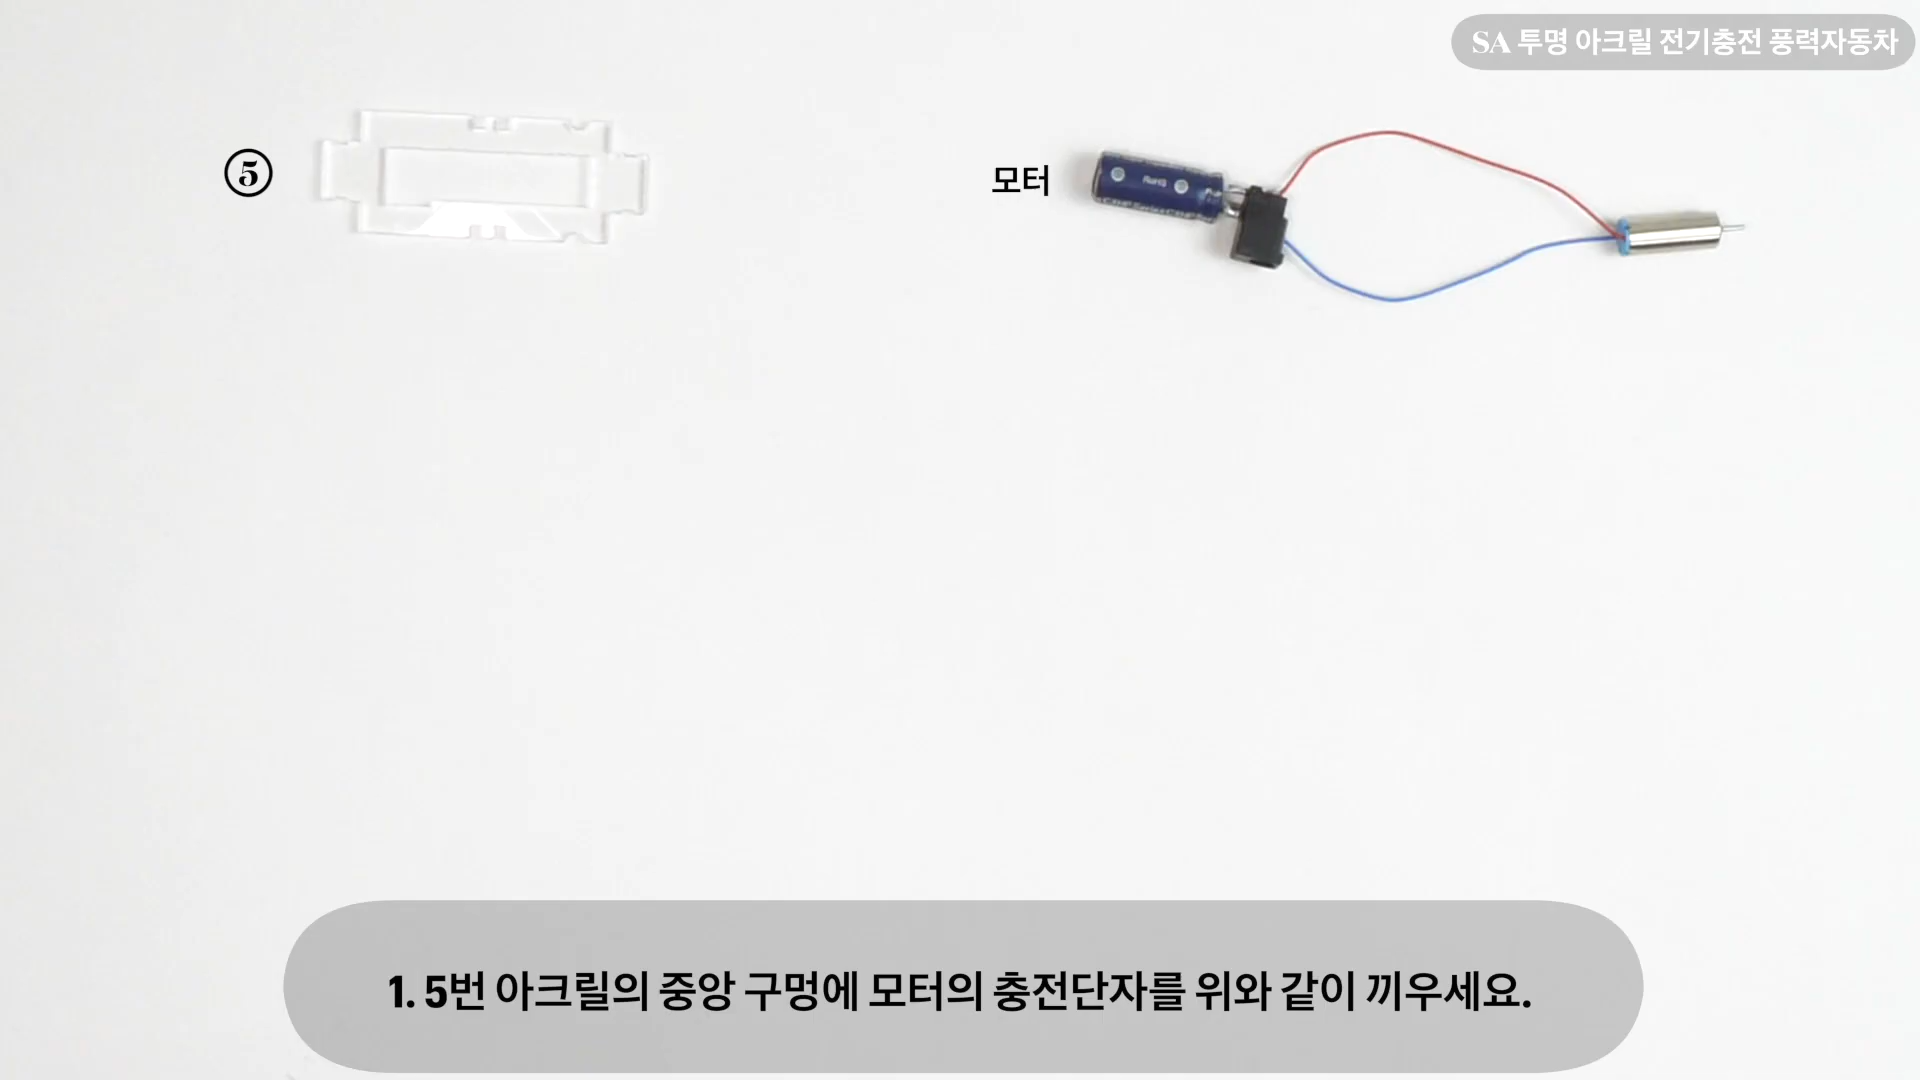 SA 투명 아크릴 전기충전 풍력자동차
⑤
모터
RoHS
1. 5번 아크릴의 중앙 구멍에 모터의 충전단자를 위와 같이 끼우세요.